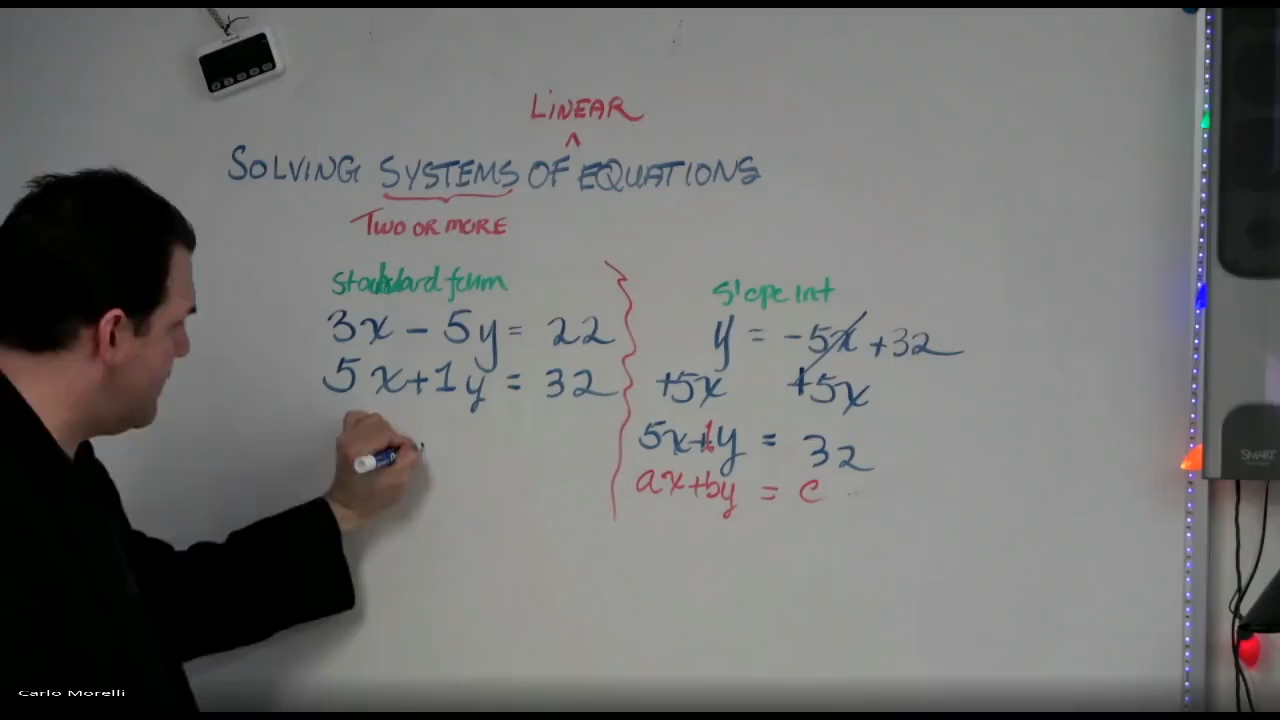 LINEAR
^
SOLVING SYSTEMS OF EQUATIONS
TWO OR MORE
standard form
3x - 5y = 22
5x + 1y = 32
slope int
y = -5x + 32
+5x +5x
5x + 1y = 32
ax + by = c
SMART
Carlo Morelli